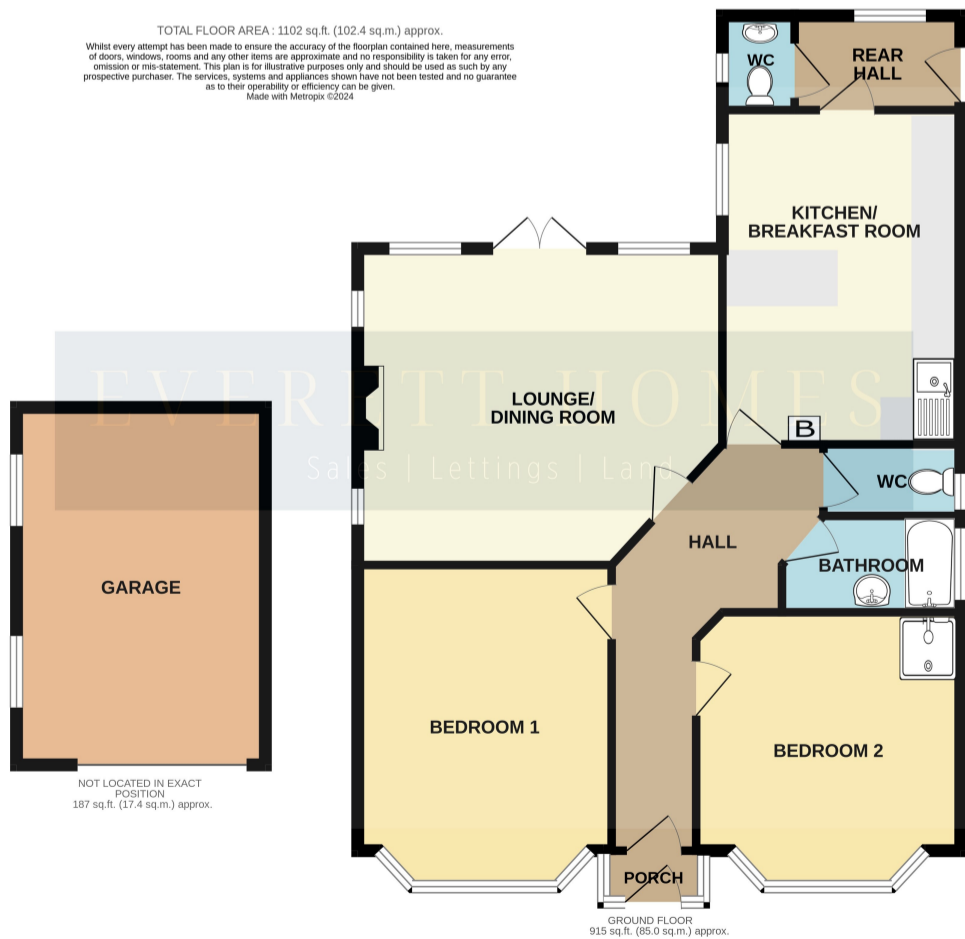 TOTAL FLOOR AREA : 1102 sq.ft. (102.4 sq.m.) approx.
Whilst every attempt has been made to ensure the accuracy of the floorplan contained here, measurements
of doors, windows, rooms and any other items are approximate and no responsibility is taken for any error,
omission or mis-statement. This plan is for illustrative purposes only and should be used as such by any
prospective purchaser. The services, systems and appliances shown have not been tested and no guarantee
as to their operability or efficiency can be given.
Made with Metropix ©2024
WC
REAR
HALL
KITCHEN/
BREAKFAST ROOM
EVERETT HOMES
LOUNGE/
DINING ROOM
B
Sales | Lettings | Land
WC
HALL
BATHROOM
GARAGE
BEDROOM 1
BEDROOM 2
NOT LOCATED IN EXACT
POSITION
187 sq.ft. (17.4 sq.m.) approx.
PORCH
GROUND FLOOR
915 sq.ft. (85.0 sq.m.) approx.